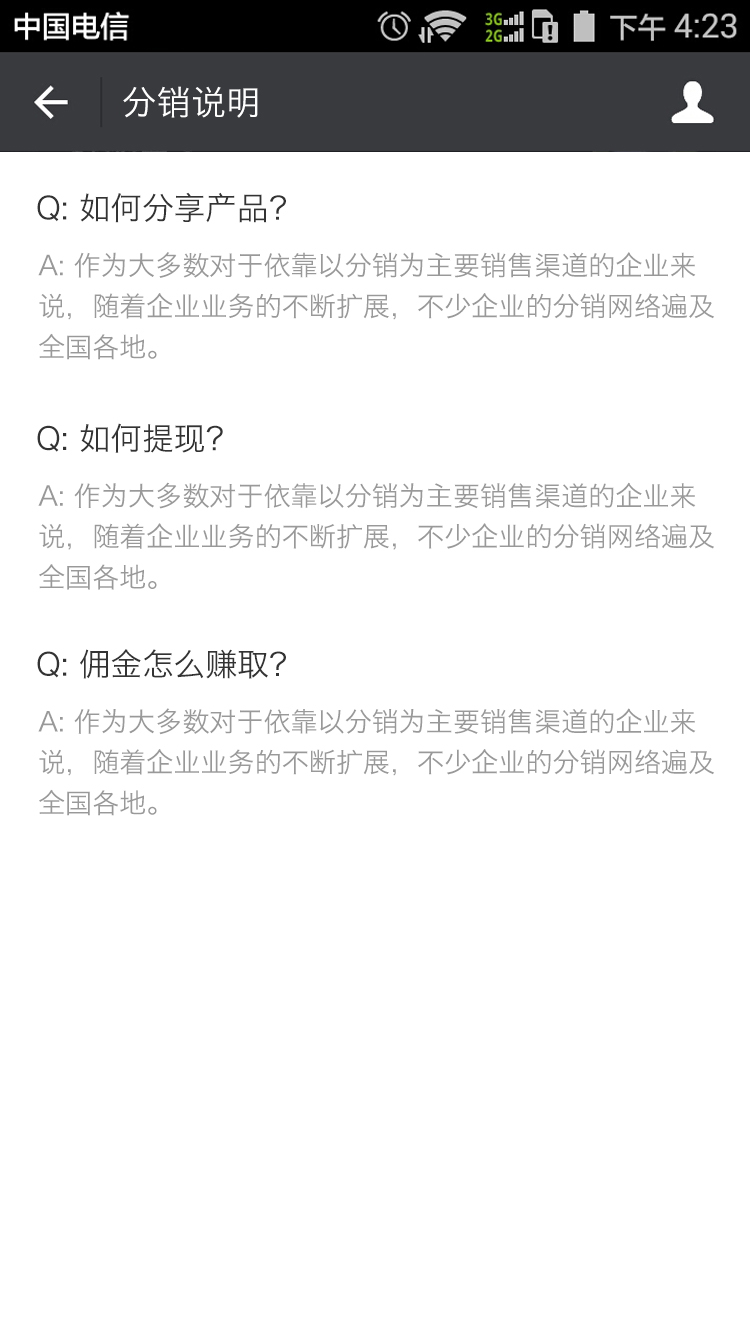 中国电信 3G 2G 下午 4:23
分销说明
Q: 如何分享产品?
A: 作为大多数对于依靠以分销为主要销售渠道的企业来
说，随着企业业务的不断扩展，不少企业的分销网络遍及
全国各地。
Q: 如何提现?
A: 作为大多数对于依靠以分销为主要销售渠道的企业来
说，随着企业业务的不断扩展，不少企业的分销网络遍及
全国各地。
Q: 佣金怎么赚取?
A: 作为大多数对于依靠以分销为主要销售渠道的企业来
说，随着企业业务的不断扩展，不少企业的分销网络遍及
全国各地。